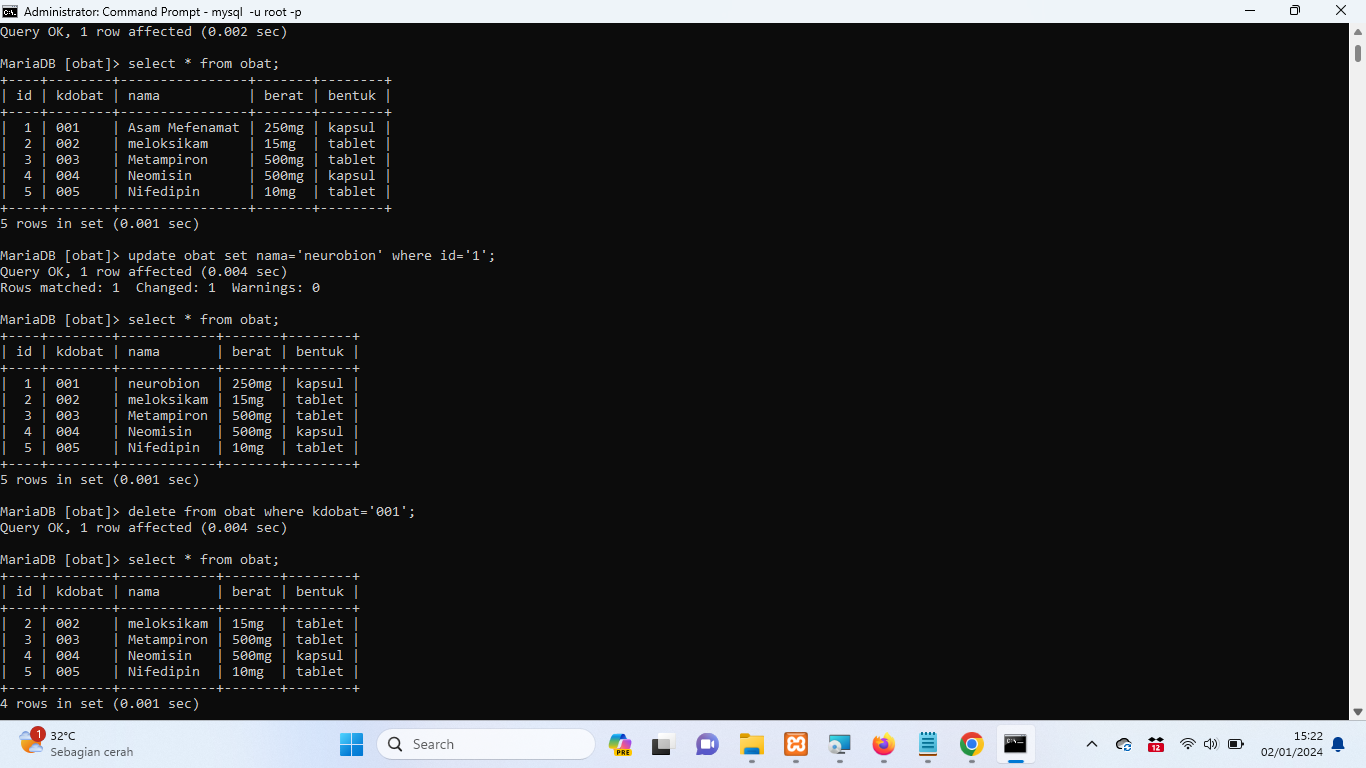 Administrator: Command Prompt - mysql  -u root -p
Query OK, 1 row affected (0.002 sec)
MariaDB [obat]> select * from obat;
+----+--------+----------------+-------+--------+
| id | kdobat | nama           | berat | bentuk |
+----+--------+----------------+-------+--------+
|  1 | 001    | Asam Mefenamat | 250mg | kapsul |
|  2 | 002    | meloksikam     | 15mg  | tablet |
|  3 | 003    | Metampiron     | 500mg | tablet |
|  4 | 004    | Neomisin       | 500mg | kapsul |
|  5 | 005    | Nifedipin      | 10mg  | tablet |
+----+--------+----------------+-------+--------+
5 rows in set (0.001 sec)
MariaDB [obat]> update obat set nama='neurobion' where id='1';
Query OK, 1 row affected (0.004 sec)
Rows matched: 1  Changed: 1  Warnings: 0
MariaDB [obat]> select * from obat;
+----+--------+------------+-------+--------+
| id | kdobat | nama       | berat | bentuk |
+----+--------+------------+-------+--------+
|  1 | 001    | neurobion  | 250mg | kapsul |
|  2 | 002    | meloksikam | 15mg  | tablet |
|  3 | 003    | Metampiron | 500mg | tablet |
|  4 | 004    | Neomisin   | 500mg | kapsul |
|  5 | 005    | Nifedipin  | 10mg  | tablet |
+----+--------+------------+-------+--------+
5 rows in set (0.001 sec)
MariaDB [obat]> delete from obat where kdobat='001';
Query OK, 1 row affected (0.004 sec)
MariaDB [obat]> select * from obat;
+----+--------+------------+-------+--------+
| id | kdobat | nama       | berat | bentuk |
+----+--------+------------+-------+--------+
|  2 | 002    | meloksikam | 15mg  | tablet |
|  3 | 003    | Metampiron | 500mg | tablet |
|  4 | 004    | Neomisin   | 500mg | kapsul |
|  5 | 005    | Nifedipin  | 10mg  | tablet |
+----+--------+------------+-------+--------+
4 rows in set (0.001 sec)
1
32°C
Sebagian cerah
Search
PRE
12
15:22
02/01/2024